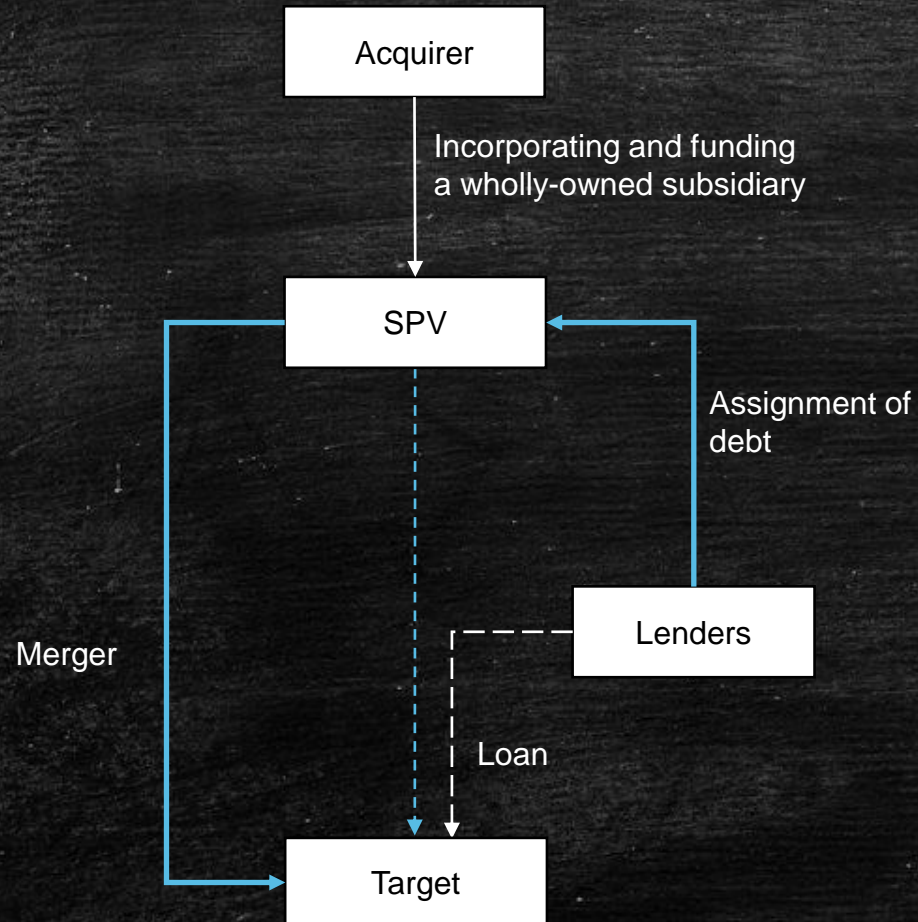 Acquirer
Incorporating and funding
a wholly-owned subsidiary
SPV
Assignment of
debt
Lenders
Merger
Loan
Target